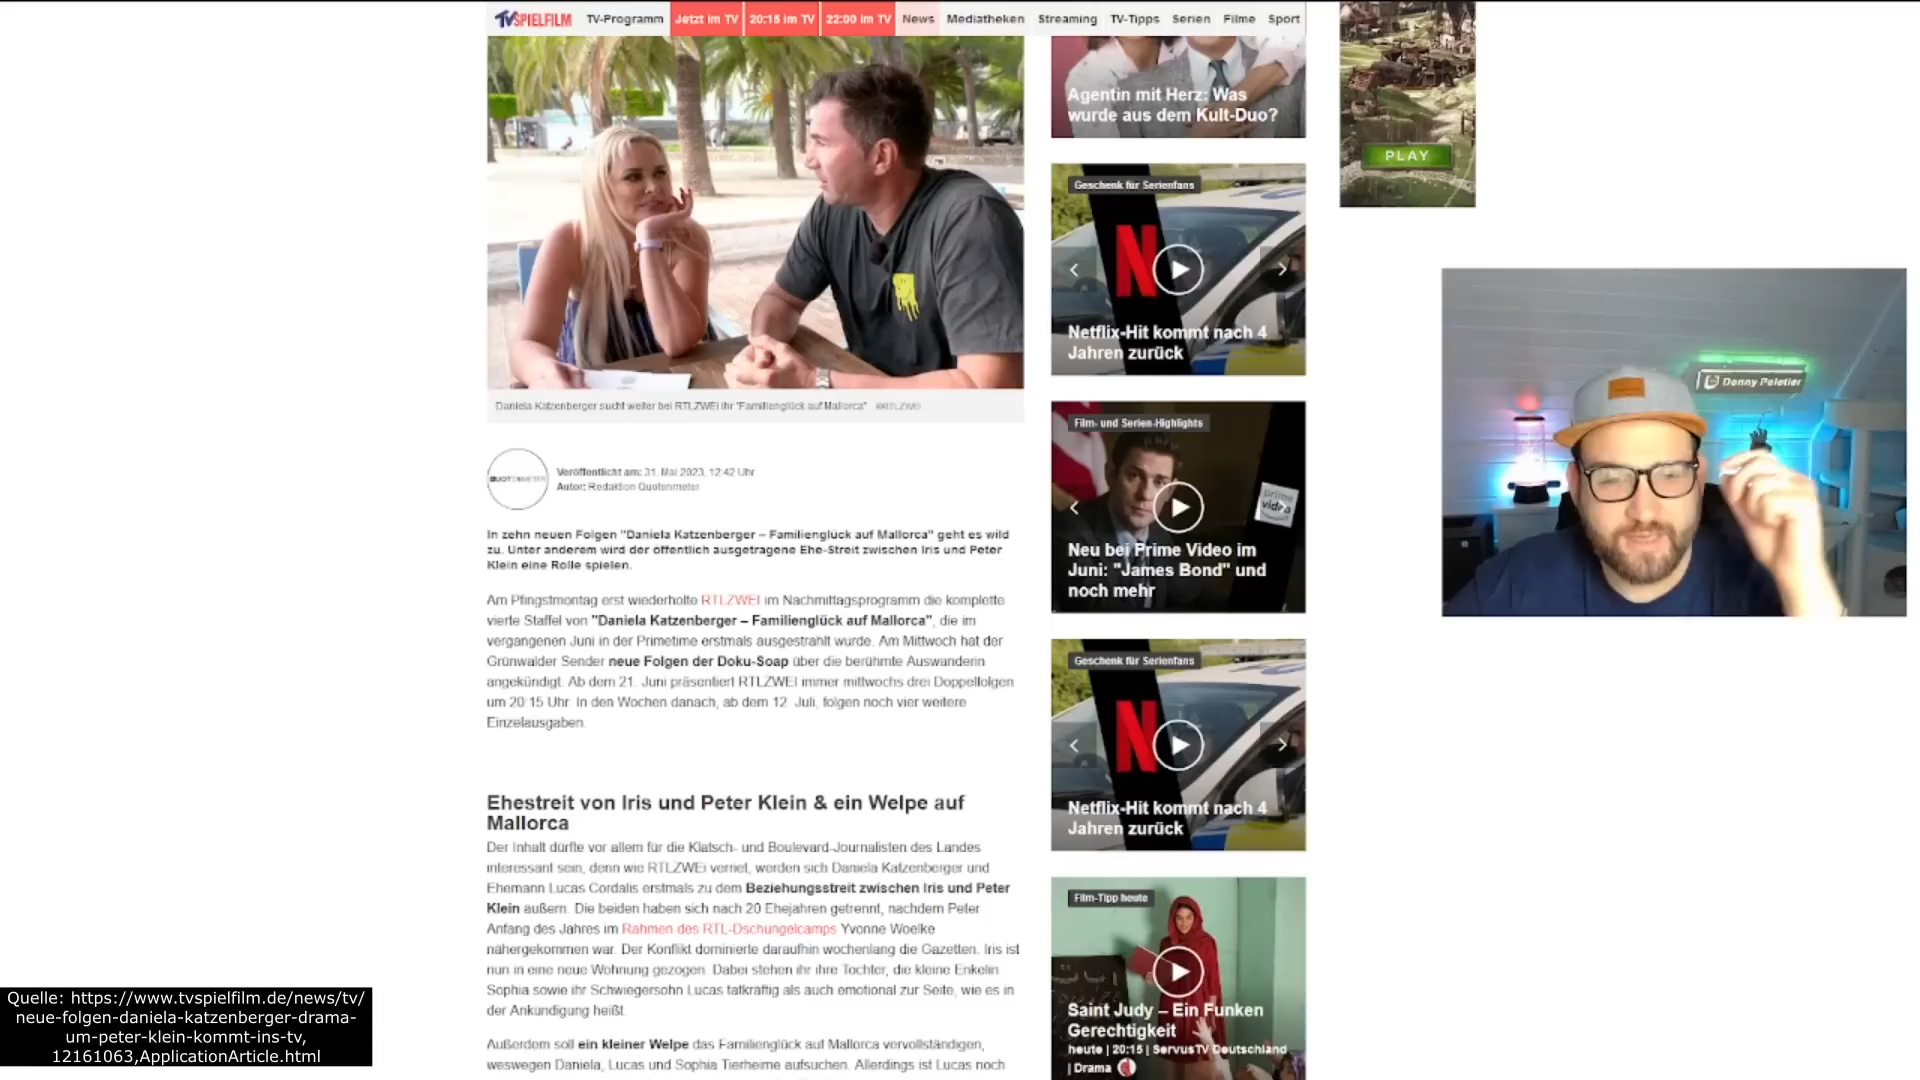 TVSPIELFILM TV-Programm Jetzt im TV 20:15 im TV 22:00 im TV News Mediatheken Streaming TV-Tipps Serien Filme Sport
Daniela Katzenberger sucht weiter bei RTLZWEI ihr "Familienglück auf Mallorca" ©RTLZWEI
QUOTENMETER
Veröffentlicht am: 31. Mai 2023, 12:42 Uhr
Autor: Redaktion Quotenmeter
In zehn neuen Folgen "Daniela Katzenberger – Familienglück auf Mallorca" geht es wild
zu. Unter anderem wird der öffentlich ausgetragene Ehe-Streit zwischen Iris und Peter
Klein eine Rolle spielen.
Am Pfingstmontag erst wiederholte RTLZWEI im Nachmittagsprogramm die komplette
vierte Staffel von "Daniela Katzenberger – Familienglück auf Mallorca", die im
vergangenen Juni in der Primetime erstmals ausgestrahlt wurde. Am Mittwoch hat der
Grünwalder Sender neue Folgen der Doku-Soap über die berühmte Auswanderin
angekündigt. Ab dem 21. Juni präsentiert RTLZWEI immer mittwochs drei Doppelfolgen
um 20:15 Uhr. In den Wochen danach, ab dem 12. Juli, folgen noch vier weitere
Einzelausgaben.
Ehestreit von Iris und Peter Klein & ein Welpe auf
Mallorca
Der Inhalt dürfte vor allem für die Klatsch- und Boulevard-Journalisten des Landes
interessant sein, denn wie RTLZWEI verriet, werden sich Daniela Katzenberger und
Ehemann Lucas Cordalis erstmals zu dem Beziehungsstreit zwischen Iris und Peter
Klein äußern. Die beiden haben sich nach 20 Ehejahren getrennt, nachdem Peter
Anfang des Jahres im Rahmen des RTL-Dschungelcamps Yvonne Woelke
nähergekommen war. Der Konflikt dominierte daraufhin wochenlang die Gazetten. Iris ist
nun in eine neue Wohnung gezogen. Dabei stehen ihr ihre Tochter, die kleine Enkelin
Sophia sowie ihr Schwiegersohn Lucas tatkräftig als auch emotional zur Seite, wie es in
der Ankündigung heißt.
Außerdem soll ein kleiner Welpe das Familienglück auf Mallorca vervollständigen,
weswegen Daniela, Lucas und Sophia Tierheime aufsuchen. Allerdings ist Lucas noch
Agentin mit Herz: Was
wurde aus dem Kult-Duo?
Geschenk für Serienfans
N
Netflix-Hit kommt nach 4
Jahren zurück
Film- und Serien-Highlights
prime
video
Neu bei Prime Video im
Juni: "James Bond" und
noch mehr
Geschenk für Serienfans
N
Netflix-Hit kommt nach 4
Jahren zurück
Film-Tipp heute
Saint Judy – Ein Funken
Gerechtigkeit
heute | 20:15 | ServusTV Deutschland
| Drama
PLAY
Denny Peletier
Quelle: https://www.tvspielfilm.de/news/tv/
neue-folgen-daniela-katzenberger-drama-
um-peter-klein-kommt-ins-tv,
12161063,ApplicationArticle.html